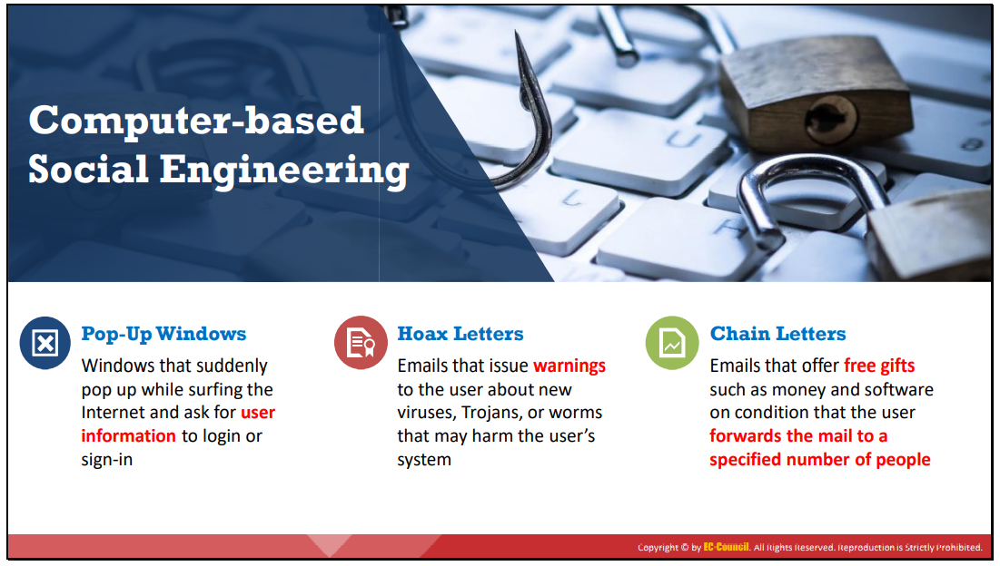 Computer-based
Social Engineering
Pop-Up Windows
Windows that suddenly
pop up while surfing the
Internet and ask for user
information to login or
sign-in
Hoax Letters
Emails that issue warnings
to the user about new
viruses, Trojans, or worms
that may harm the user's
system
Chain Letters
Emails that offer free gifts
such as money and software
on condition that the user
forwards the mail to a
specified number of people
Copyright © by EC-Council. All Rights Reserved. Reproduction is Strictly Prohibited.